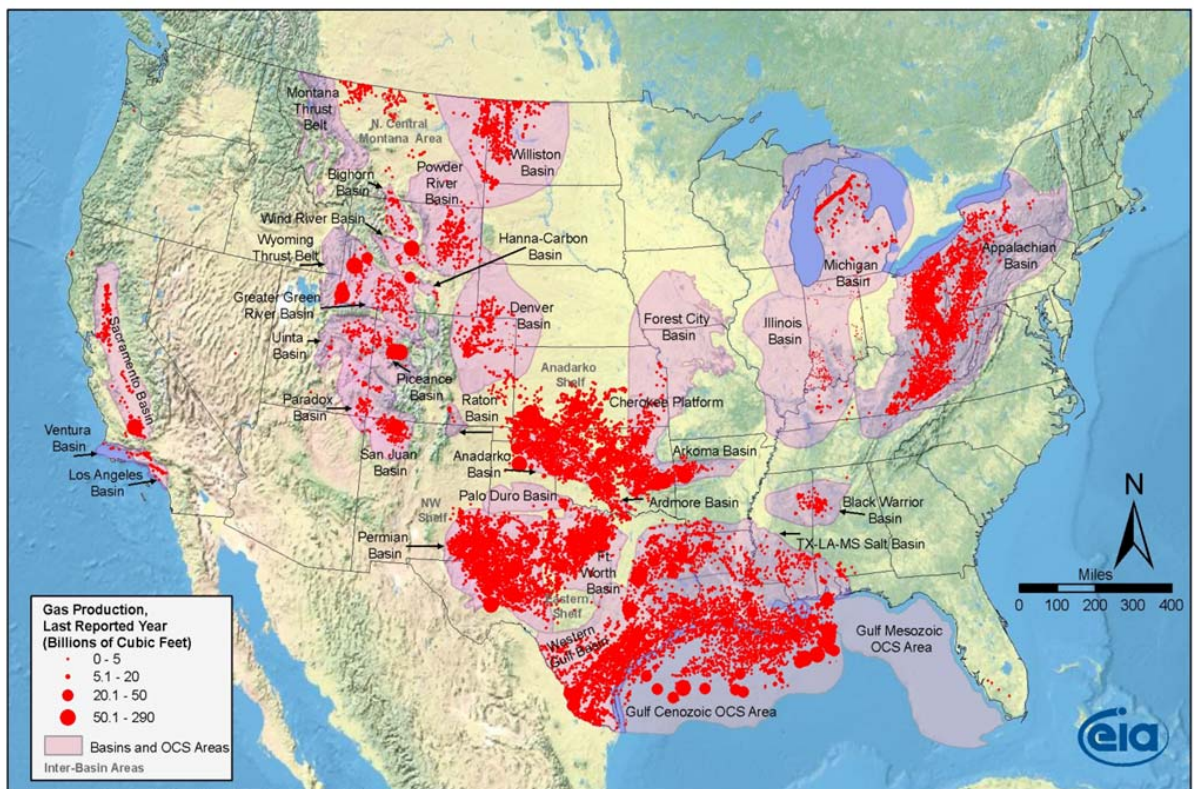 Montana
Thrust
Belt
N. Central
Montana Area
Williston
Basin
Powder
River
Basin
Bighorn
Basin
Wind River Basin
Wyoming
Thrust Belt
Hanna-Carbon
Basin
Greater Green
River Basin
Denver
Basin
Uinta
Basin
Piceance
Basin
Paradox
Basin
San Juan
Basin
Raton
Basin
Sacramento Basin
Ventura
Basin
Los Angeles
Basin
Forest City
Basin
Illinois
Basin
Michigan
Basin
Appalachian
Basin
Anadarko
Shelf
Cherokee Platform
Anadarko
Basin
Arkoma Basin
Ardmore Basin
Palo Duro Basin
NW
Shelf
Permian
Basin
Ft.
Worth
Basin
Eastern
Shelf
Black Warrior
Basin
TX-LA-MS Salt Basin
Western
Gulf Basin
Gulf Cenozoic OCS Area
Gulf Mesozoic
OCS Area
N
Miles
0 100 200 300 400
Gas Production,
Last Reported Year
(Billions of Cubic Feet)
0 - 5
5.1 - 20
20.1 - 50
50.1 - 290
Basins and OCS Areas
Inter-Basin Areas
eia